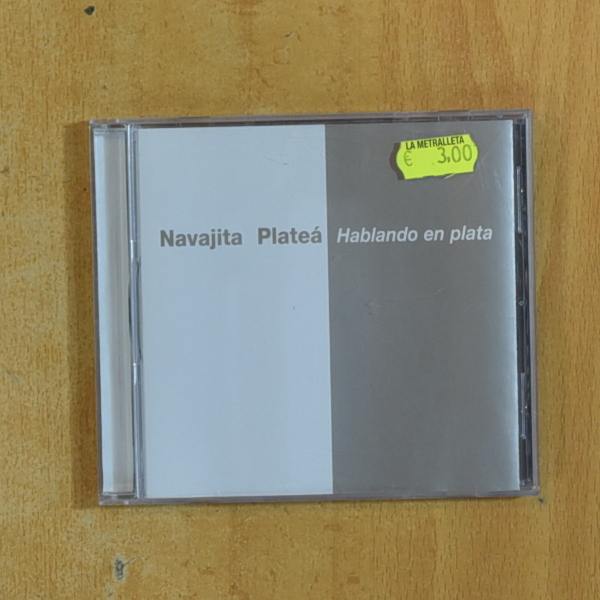 LA METRALLETA
€ 3,00
Navajita Plateá Hablando en plata